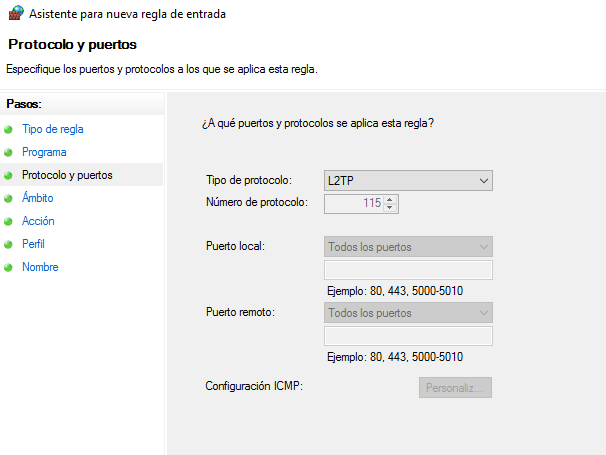 Asistente para nueva regla de entrada
Protocolo y puertos
Especifique los puertos y protocolos a los que se aplica esta regla.
Pasos:
Tipo de regla
Programa
Protocolo y puertos
Ámbito
Acción
Perfil
Nombre
¿A qué puertos y protocolos se aplica esta regla?
Tipo de protocolo: L2TP
Número de protocolo: 115
Puerto local: Todos los puertos
Ejemplo: 80, 443, 5000-5010
Puerto remoto: Todos los puertos
Ejemplo: 80, 443, 5000-5010
Configuración ICMP: Personaliz...